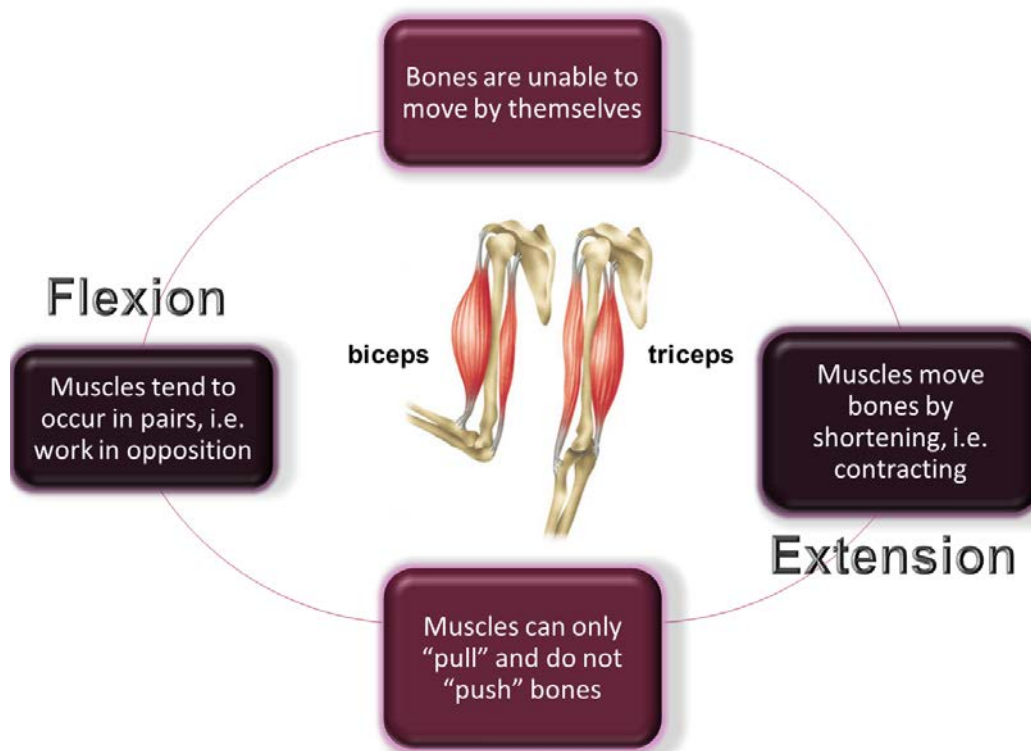 Bones are unable to
move by themselves
Flexion
Muscles tend to
occur in pairs, i.e.
work in opposition
biceps
triceps
Muscles move
bones by
shortening, i.e.
contracting
Extension
Muscles can only
“pull” and do not
“push” bones